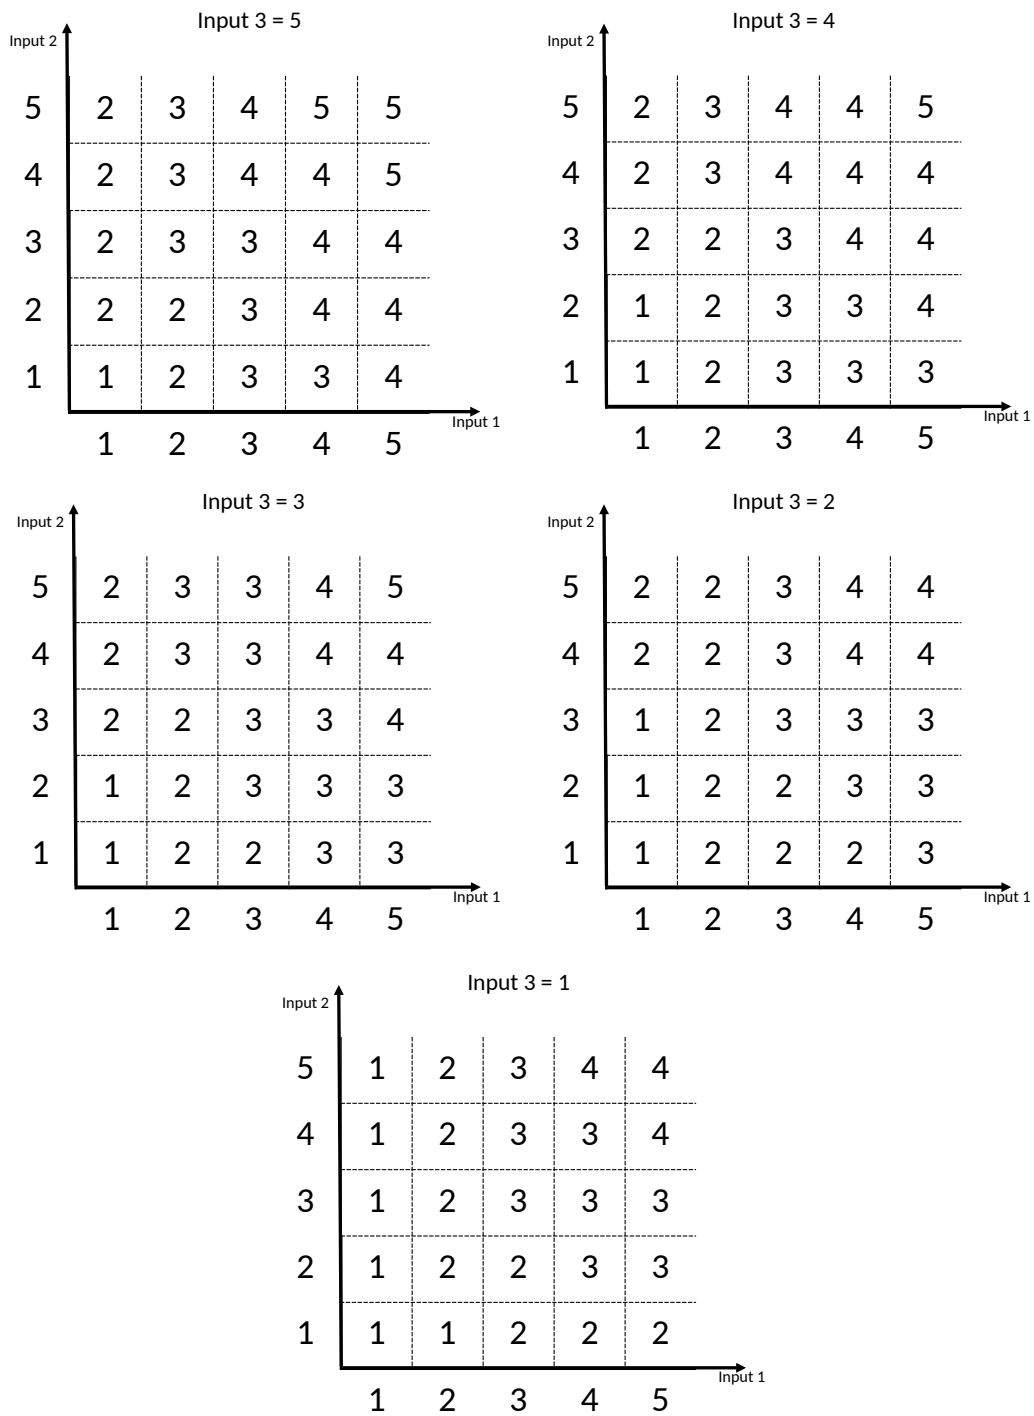 Input 3 = 5
Input 2
5 2 3 4 5 5
4 2 3 4 4 5
3 2 3 3 4 4
2 2 2 3 4 4
1 1 2 3 3 4
Input 1
1 2 3 4 5
Input 3 = 4
Input 2
5 2 3 4 4 5
4 2 3 4 4 4
3 2 2 3 4 4
2 1 2 3 3 4
1 1 2 3 3 3
Input 1
1 2 3 4 5
Input 3 = 3
Input 2
5 2 3 3 4 5
4 2 3 3 4 4
3 2 2 3 3 4
2 1 2 3 3 3
1 1 2 2 3 3
Input 1
1 2 3 4 5
Input 3 = 2
Input 2
5 2 2 3 4 4
4 2 2 3 4 4
3 1 2 3 3 3
2 1 2 2 3 3
1 1 2 2 2 3
Input 1
1 2 3 4 5
Input 3 = 1
Input 2
5 1 2 3 4 4
4 1 2 3 3 4
3 1 2 3 3 3
2 1 2 2 3 3
1 1 1 2 2 2
Input 1
1 2 3 4 5